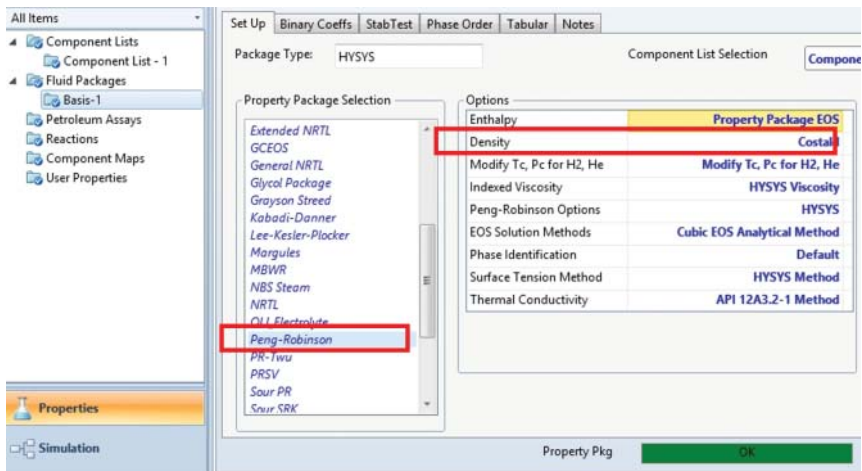 All Items
Component Lists
Component List - 1
Fluid Packages
Basis-1
Petroleum Assays
Reactions
Component Maps
User Properties
Properties
Simulation
Set Up Binary Coeffs StabTest Phase Order Tabular Notes
Package Type: HYSYS Component List Selection Compone
Property Package Selection
Extended NRTL
GCEOS
General NRTL
Glycol Package
Grayson Streed
Kabadi-Danner
Lee-Kesler-Plocker
Margules
MBWR
NBS Steam
NRTL
OLI_Electrolyte
Peng-Robinson
PR-Twu
PRSV
Sour PR
Sour SRK
Options
Enthalpy Property Package EOS
Density Costald
Modify Tc, Pc for H2, He Modify Tc, Pc for H2, He
Indexed Viscosity HYSYS Viscosity
Peng-Robinson Options HYSYS
EOS Solution Methods Cubic EOS Analytical Method
Phase Identification Default
Surface Tension Method HYSYS Method
Thermal Conductivity API 12A3.2-1 Method
Property Pkg OK